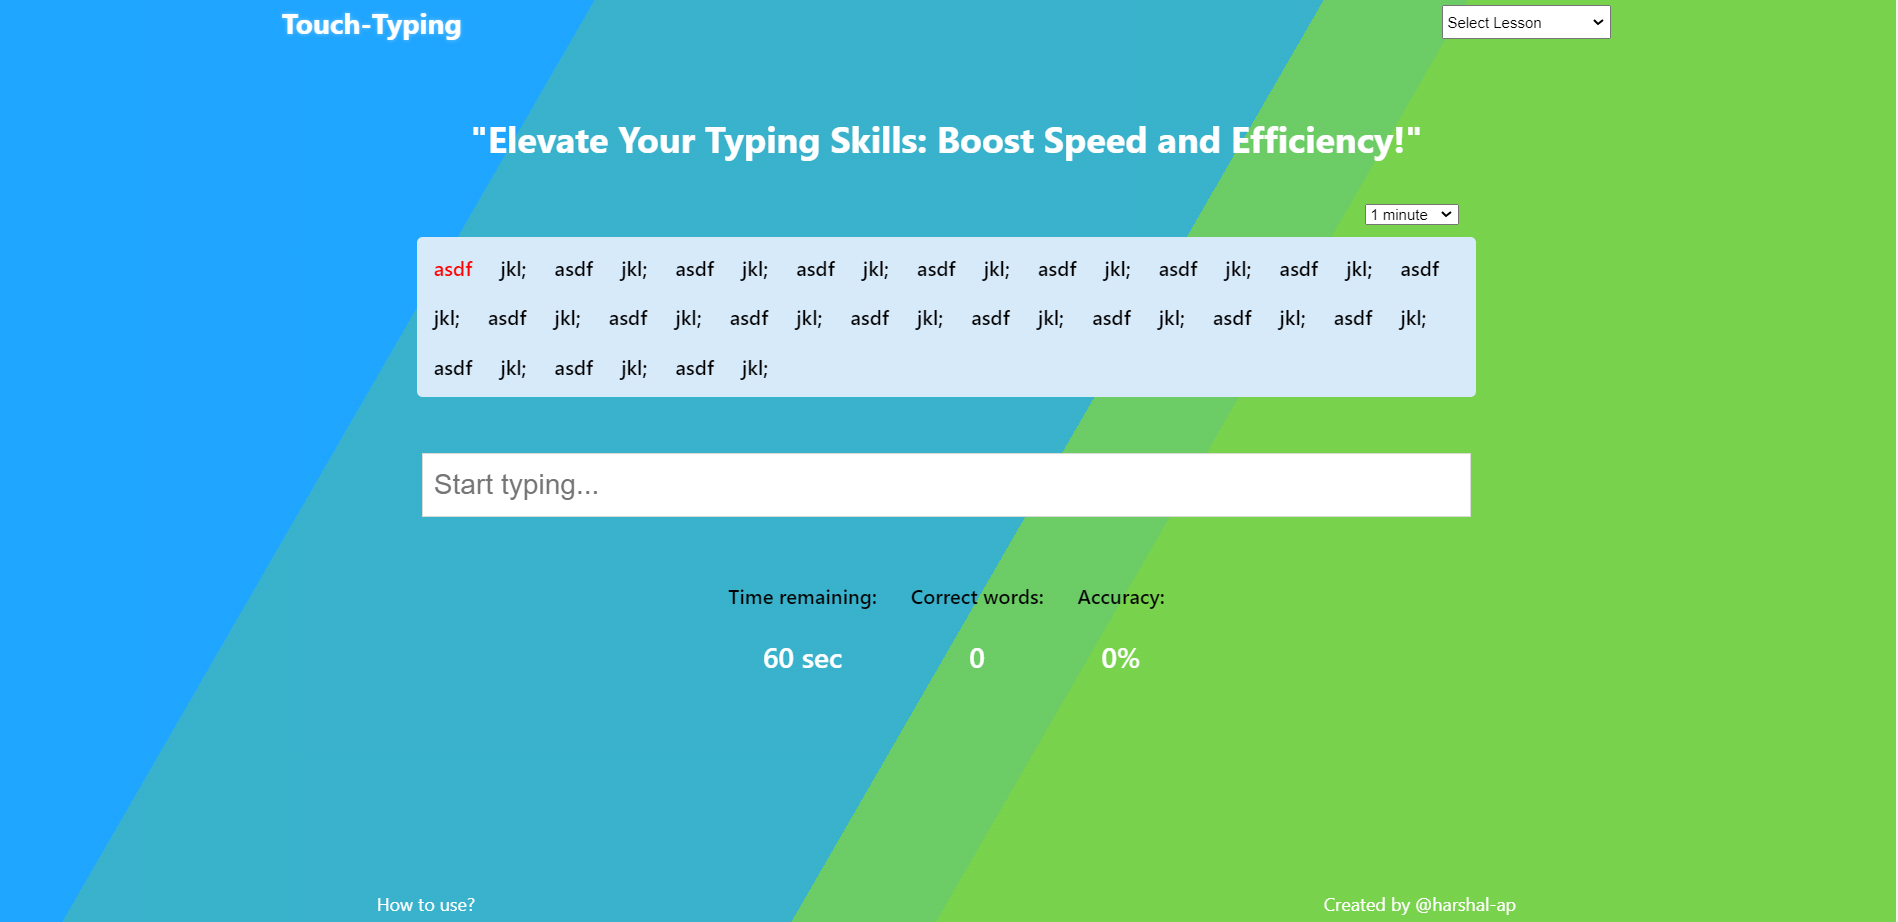 Touch-Typing
Select Lesson
"Elevate Your Typing Skills: Boost Speed and Efficiency!"
1 minute
asdf jkl; asdf jkl; asdf jkl; asdf jkl; asdf jkl; asdf jkl; asdf jkl; asdf jkl; asdf
jkl; asdf jkl; asdf jkl; asdf jkl; asdf jkl; asdf jkl; asdf jkl; asdf jkl; asdf jkl;
asdf jkl; asdf jkl; asdf jkl;
Start typing...
Time remaining: Correct words: Accuracy:
60 sec 0 0%
How to use? Created by @harshal-ap